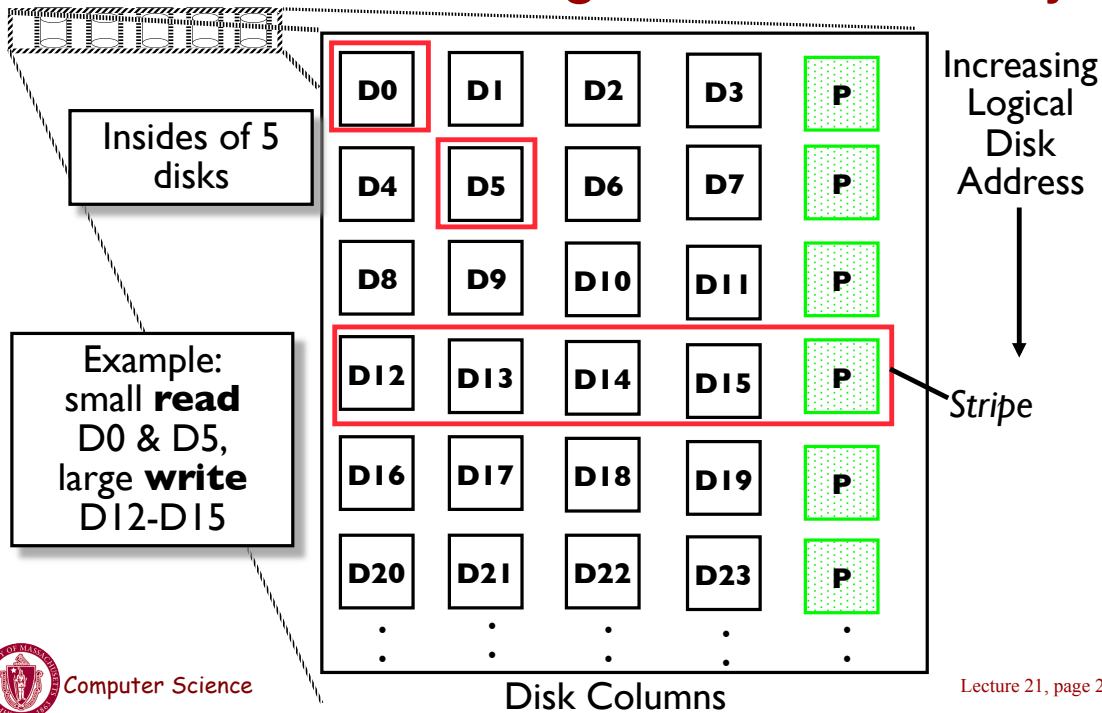 D0 D1 D2 D3 P
Increasing
Logical
Disk
Address
Insides of 5
disks
D4 D5 D6 D7 P
D8 D9 D10 D11 P
Example:
small read
D0 & D5,
large write
D12-D15
D12 D13 D14 D15 P
Stripe
D16 D17 D18 D19 P
D20 D21 D22 D23 P
Computer Science
Disk Columns
Lecture 21, page 2